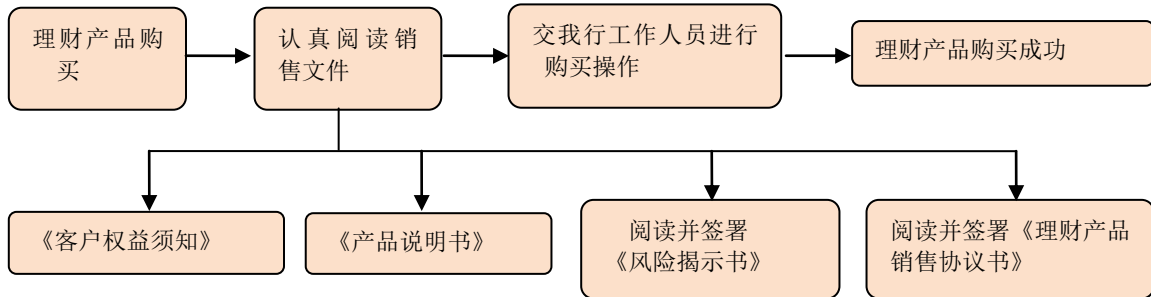 理财产品购
买
认真阅读销
售文件
交我行工作人员进行
购买操作
理财产品购买成功
《客户权益须知》
《产品说明书》
阅读并签署
《风险揭示书》
阅读并签署《理财产品
销售协议书》